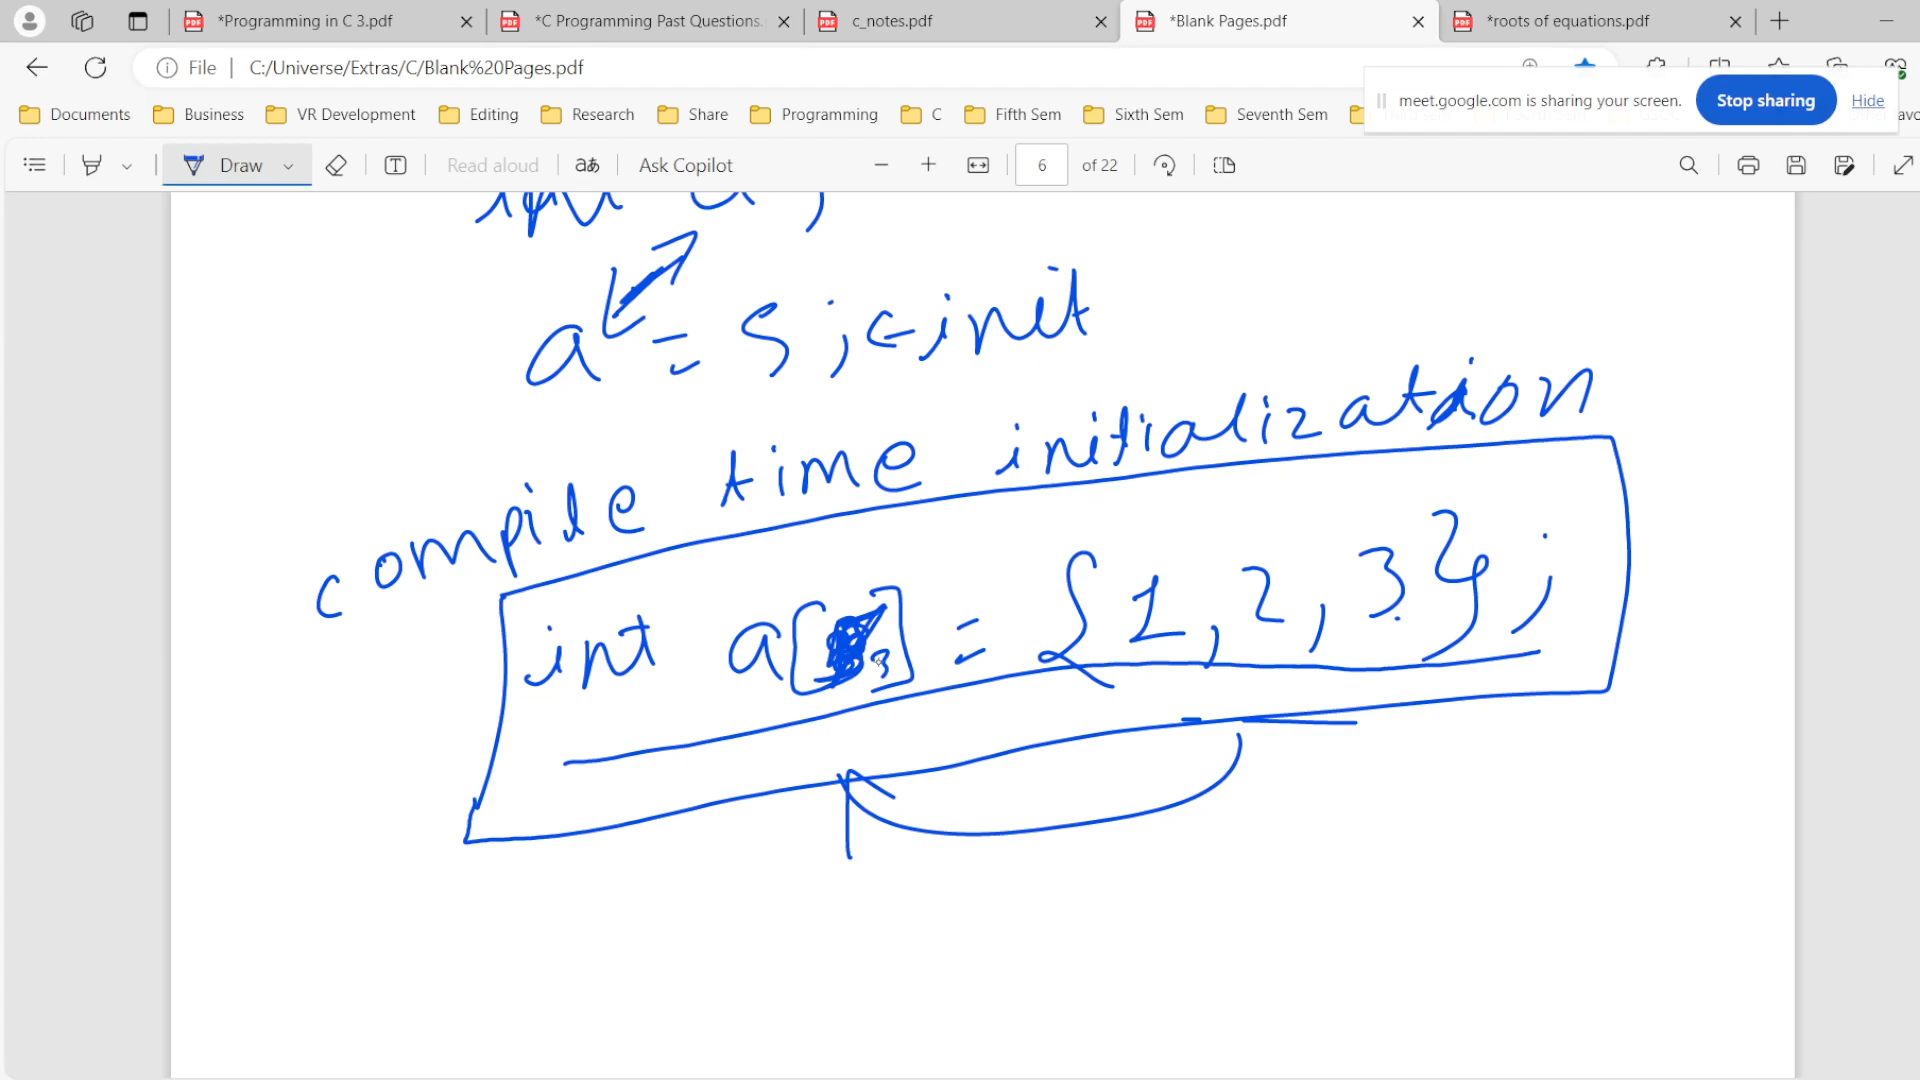 *Programming in C 3.pdf
*C Programming Past Questions.
c_notes.pdf
*Blank Pages.pdf
*roots of equations.pdf
File
C:/Universe/Extras/C/Blank%20Pages.pdf
meet.google.com is sharing your screen.
Stop sharing
Hide
Documents
Business
VR Development
Editing
Research
Share
Programming
C
Fifth Sem
Sixth Sem
Seventh Sem
Draw
Read aloud
aあ
Ask Copilot
6
of 22
a = 5 ; ← init
compile time initialization
int a[3] = {1, 2, 3} ;